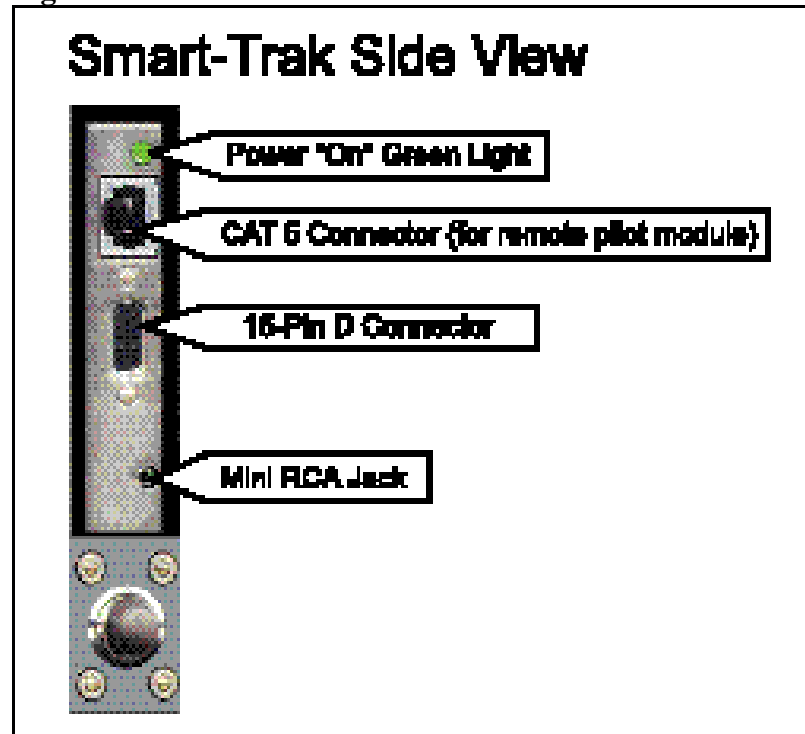 Smart-Trak Side View
Power "On" Green Light
CAT 5 Connector (for remote pilot module)
15-Pin D Connector
Mini RCA Jack